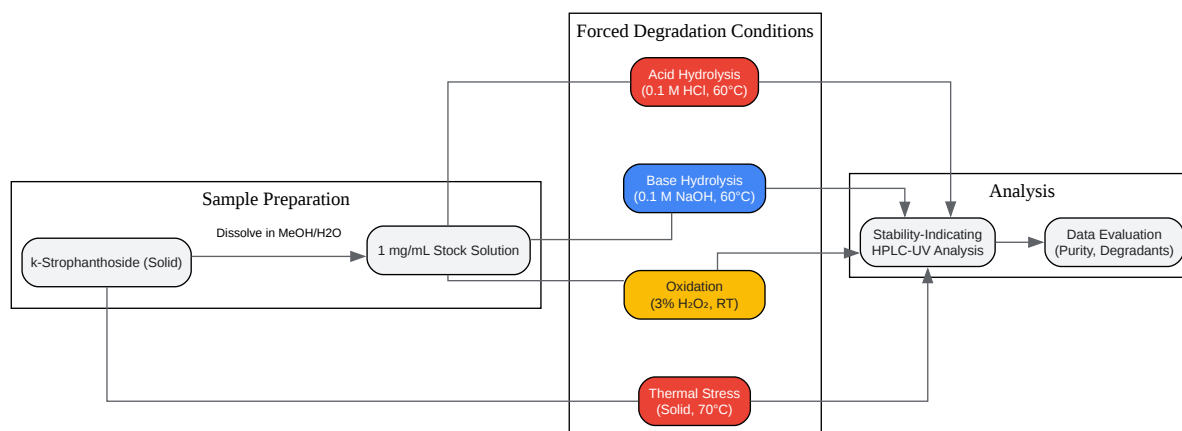 Forced Degradation Conditions
Acid Hydrolysis
(0.1 M HCl, 60°C)
Base Hydrolysis
(0.1 M NaOH, 60°C)
Oxidation
(3% H₂O₂, RT)
Thermal Stress
(Solid, 70°C)
Sample Preparation
k-Strophanthoside (Solid)
Dissolve in MeOH/H2O
1 mg/mL Stock Solution
Analysis
Stability-Indicating
HPLC-UV Analysis
Data Evaluation
(Purity, Degradants)